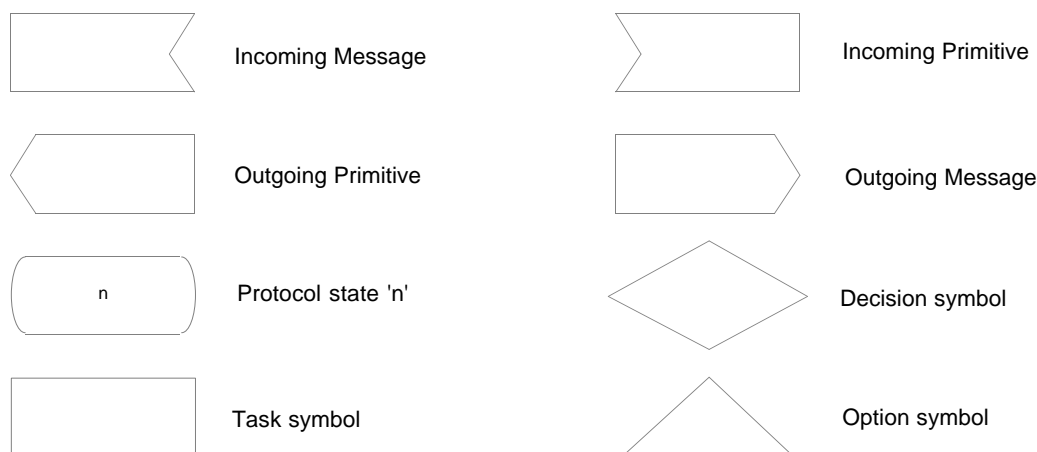 Incoming Message
Incoming Primitive
Outgoing Primitive
Outgoing Message
n
Protocol state 'n'
Decision symbol
Task symbol
Option symbol